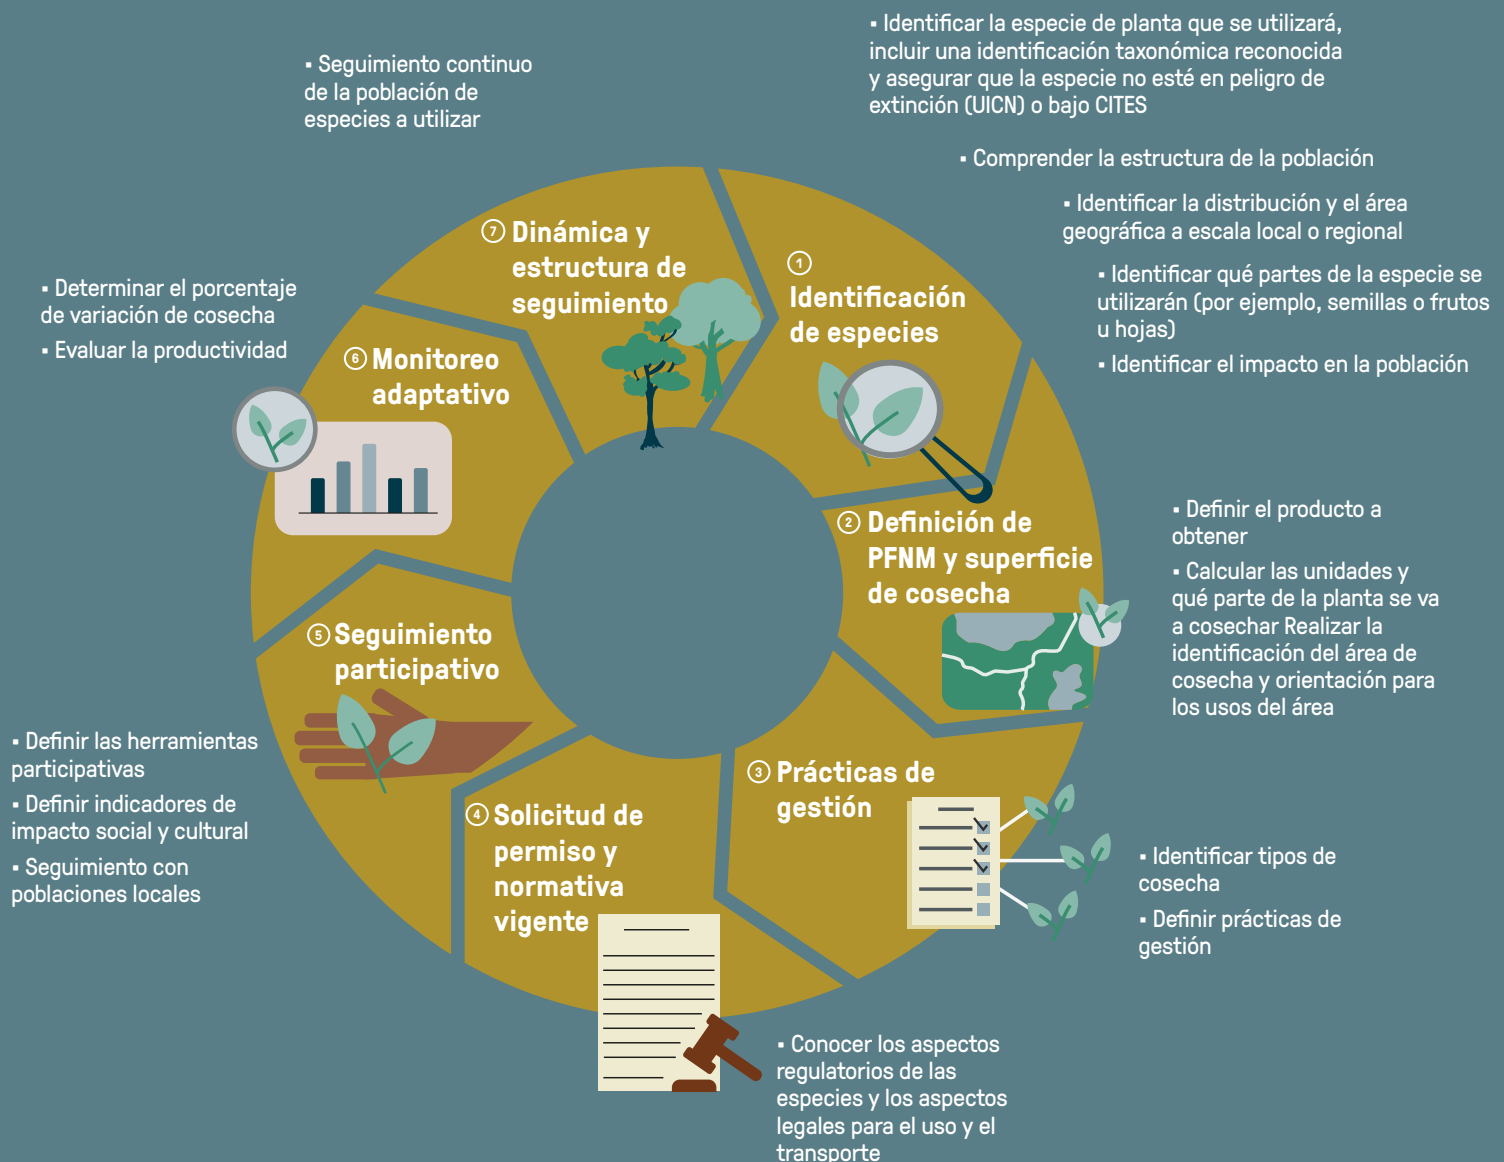 ▪ Identificar la especie de planta que se utilizará,
incluir una identificación taxonómica reconocida
y asegurar que la especie no esté en peligro de
extinción (UICN) o bajo CITES
▪ Comprender la estructura de la población
▪ Identificar la distribución y el área
geográfica a escala local o regional
▪ Identificar qué partes de la especie se
utilizarán (por ejemplo, semillas o frutos
u hojas)
▪ Identificar el impacto en la población
1
Identificación
de especies
2 Definición de
PFNM y superficie
de cosecha
▪ Definir el producto a
obtener
▪ Calcular las unidades y
qué parte de la planta se va
a cosechar Realizar la
identificación del área de
cosecha y orientación para
los usos del área
3 Prácticas de
gestión
▪ Identificar tipos de
cosecha
▪ Definir prácticas de
gestión
4 Solicitud de
permiso y
normativa
vigente
▪ Conocer los aspectos
regulatorios de las
especies y los aspectos
legales para el uso y el
transporte
5 Seguimiento
participativo
▪ Definir las herramientas
participativas
▪ Definir indicadores de
impacto social y cultural
▪ Seguimiento con
poblaciones locales
6 Monitoreo
adaptativo
▪ Determinar el porcentaje
de variación de cosecha
▪ Evaluar la productividad
7 Dinámica y
estructura de
seguimiento
▪ Seguimiento continuo
de la población de
especies a utilizar